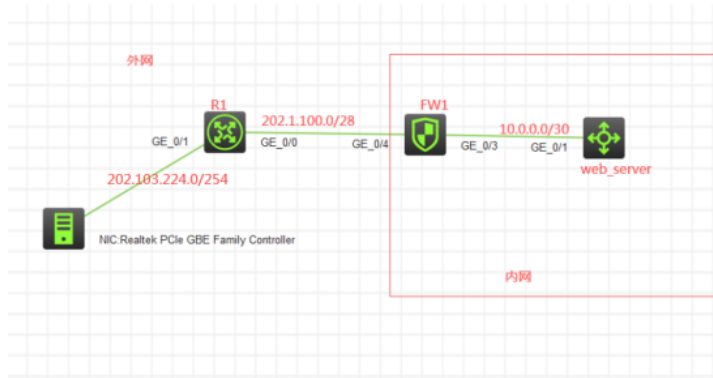 外网
R1
202.1.100.0/28
FW1
10.0.0.0/30
GE_0/1
GE_0/0
GE_0/4
GE_0/3
GE_0/1
web_server
202.103.224.0/254
NIC:Realtek PCIe GBE Family Controller
内网